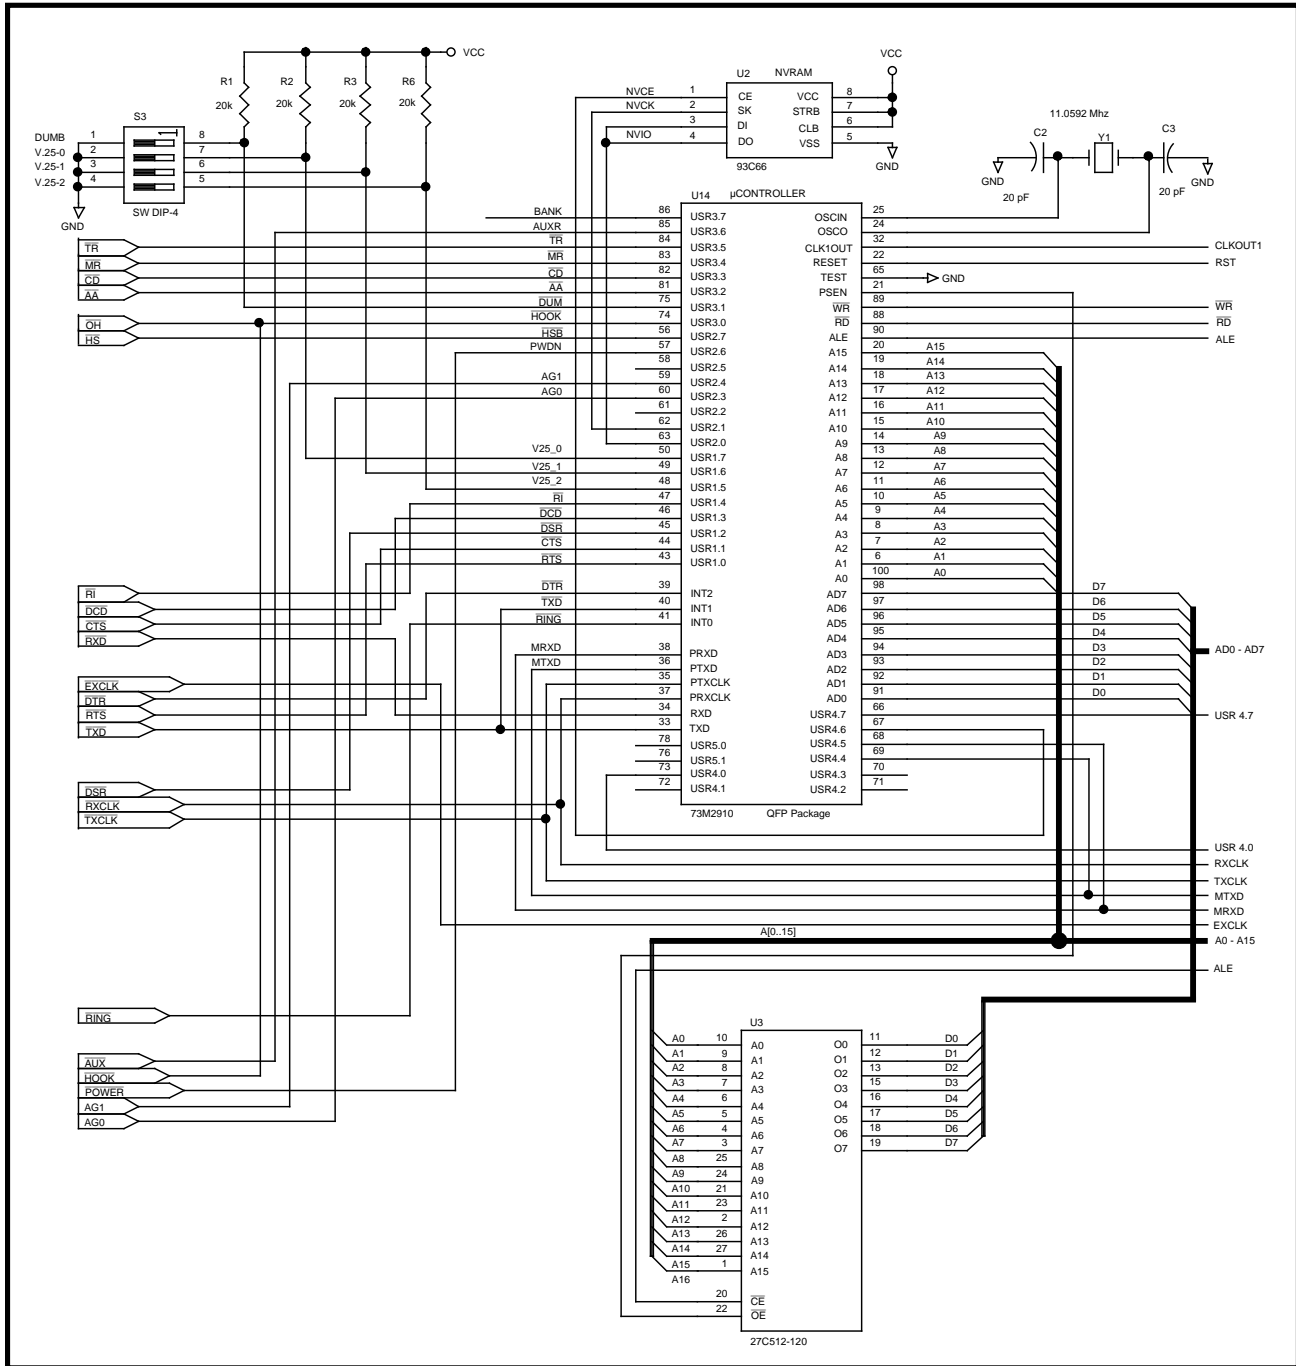 VCC
R1
R2
R3
R6
20k
20k
20k
20k
S3
DUMB 1 8
V.25-0 2 7
V.25-1 3 6
V.25-2 4 5
SW DIP-4
GND
U2 NVRAM
VCC
NVCE 1 CE VCC 8
NVCK 2 SK STRB 7
3 DI CLB 6
NVIO 4 DO VSS 5
93C66
GND
11.0592 Mhz
C2
Y1
C3
GND
20 pF
20 pF
GND
U14 µCONTROLLER
BANK 86 USR3.7 OSCIN 25
AUXR 85 USR3.6 OSCO 24
TR TR 84 USR3.5 CLK1OUT 32 CLKOUT1
MR MR 83 USR3.4 RESET 22 RST
CD CD 82 USR3.3 TEST 65 GND
AA AA 81 USR3.2 PSEN 21
DUM 75 USR3.1 WR 89 WR
OH HOOK 74 USR3.0 RD 88 RD
HS HSB 56 USR2.7 ALE 90 ALE
PWDN 57 USR2.6 A15 20 A15
58 USR2.5 A14 19 A14
AG1 59 USR2.4 A13 18 A13
AG0 60 USR2.3 A12 17 A12
61 USR2.2 A11 16 A11
62 USR2.1 A10 15 A10
63 USR2.0 A9 14 A9
V25_0 50 USR1.7 A8 13 A8
V25_1 49 USR1.6 A7 12 A7
V25_2 48 USR1.5 A6 11 A6
RI 47 USR1.4 A5 10 A5
DCD 46 USR1.3 A4 9 A4
DSR 45 USR1.2 A3 8 A3
CTS 44 USR1.1 A2 7 A2
RTS 43 USR1.0 A1 6 A1
A0 100 A0
RI DTR 39 INT2 AD7 98 D7
DCD TXD 40 INT1 AD6 97 D6
CTS RING 41 INT0 AD5 96 D5
RXD AD4 95 D4
MRXD 38 PRXD AD3 94 D3 AD0 - AD7
MTXD 36 PTXD AD2 93 D2
EXCLK 35 PTXCLK AD1 92 D1
DTR 37 PRXCLK AD0 91 D0
RTS 34 RXD USR4.7 66 USR 4.7
TXD 33 TXD USR4.6 67
78 USR5.0 USR4.5 68
76 USR5.1 USR4.4 69
73 USR4.0 USR4.3 70
DSR 72 USR4.1 USR4.2 71
RXCLK
TXCLK
73M2910 QFP Package
USR 4.0
RXCLK
TXCLK
MTXD
MRXD
EXCLK
A[0..15]
A0 - A15
ALE
RING
U3
AUX
HOOK
POWER
AG1
AG0
A0 10 A0 O0 11 D0
A1 9 A1 O1 12 D1
A2 8 A2 O2 13 D2
A3 7 A3 O3 15 D3
A4 6 A4 O4 16 D4
A5 5 A5 O5 17 D5
A6 4 A6 O6 18 D6
A7 3 A7 O7 19 D7
A8 25 A8
A9 24 A9
A10 21 A10
A11 23 A11
A12 2 A12
A13 26 A13
A14 27 A14
A15 1 A15
A16
20 CE
22 OE
27C512-120